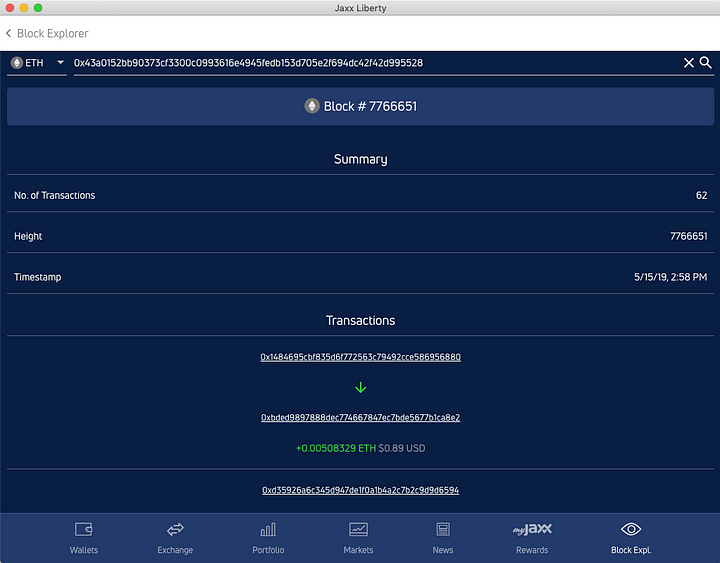 Jaxx Liberty
Block Explorer
ETH 0x43a0152bb90373cf3300c0993616e4945fedb153d705e2f694dc42f42d995528
Block # 7766651
Summary
No. of Transactions 62
Height 7766651
Timestamp 5/15/19, 2:58 PM
Transactions
0x1484695cbf835d6f772563c79492cce586956880
0xbded9897888dec774667847ec7bde5677b1ca8e2
+0.00508329 ETH $0.89 USD
0xd35926a6c345d947de1f0a1b4a2c7b2c9d9d6594
my jaxx
Wallets Exchange Portfolio Markets News Rewards Block Expl.